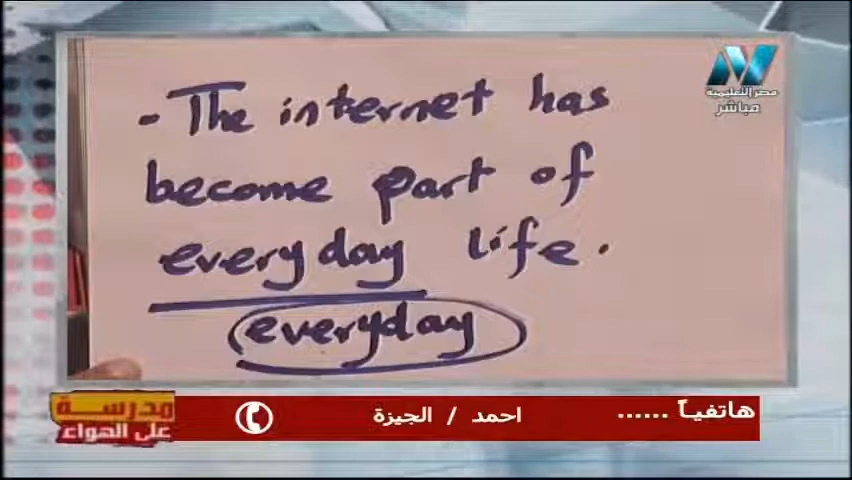 - The internet has
become part of
everyday life.
everyday
مصر التعليمية
مباشر
مدرسة
على الهواء
هاتفياً ......
احمد / الجيزة